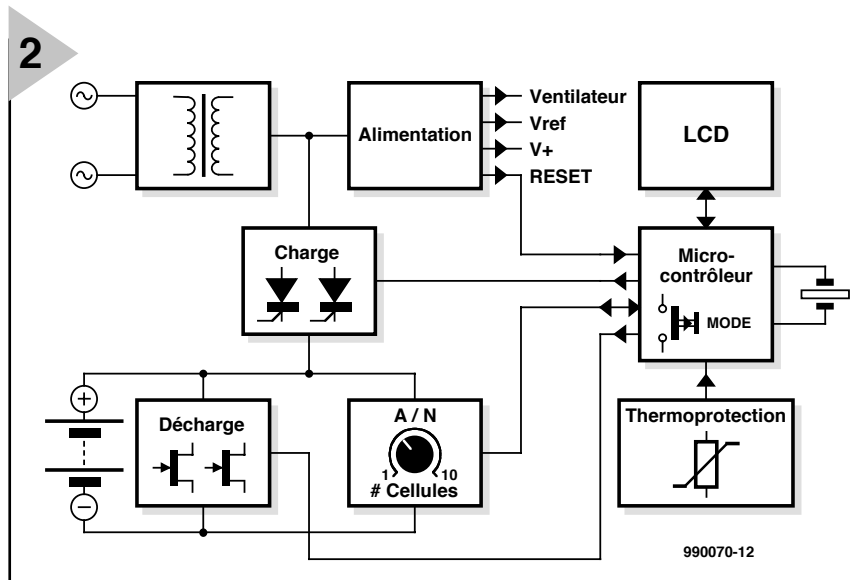 2
Ventilateur
Alimentation
Vref
V+
RESET
LCD
Charge
Micro-
contrôleur
MODE
+
Décharge
A / N
1
10
# Cellules
Thermoprotection
−
990070-12